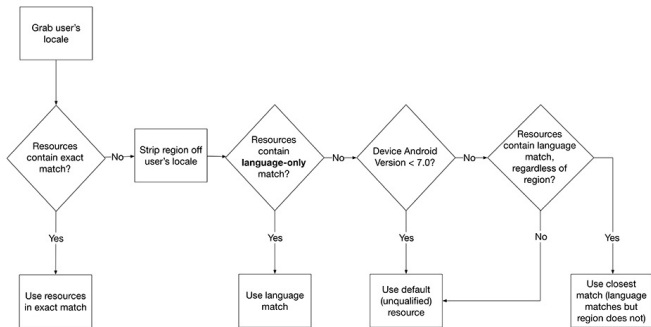 Grab user's
locale
Resources
contain exact
match?
No
Strip region off
user's locale
Resources
contain
language-only
match?
No
Device Android
Version < 7.0?
No
Resources
contain language
match,
regardless of
region?
Yes
Yes
Yes
No
Yes
Use resources
in exact match
Use language
match
Use default
(unqualified)
resource
Use closest
match (language
matches but
region does not)